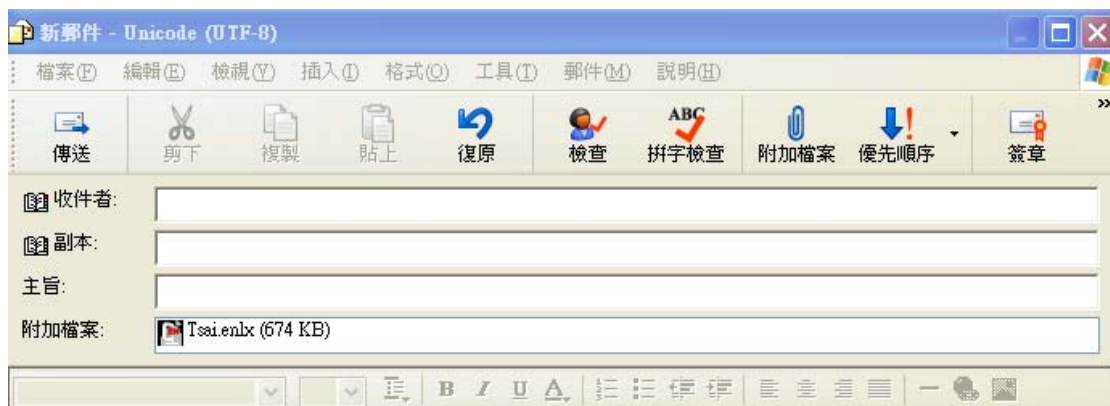 新郵件 - Unicode (UTF-8)
檔案(F) 編輯(E) 檢視(V) 插入(I) 格式(O) 工具(T) 郵件(M) 說明(H)
傳送 剪下 複製 貼上 復原 檢查 拼字檢查 附加檔案 優先順序 簽章
ABC
收件者:
副本:
主旨:
附加檔案: Tsai.enlx (674 KB)
B I U A